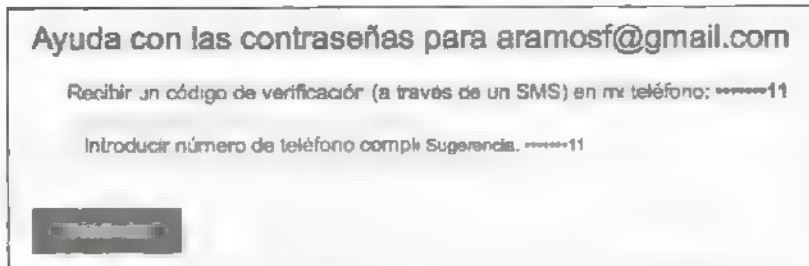 Ayuda con las contraseñas para aramosf@gmail.com
Recibir un código de verificación (a través de un SMS) en mi teléfono: •••••••11
Introducir número de teléfono compl Sugerencia. •••••••11